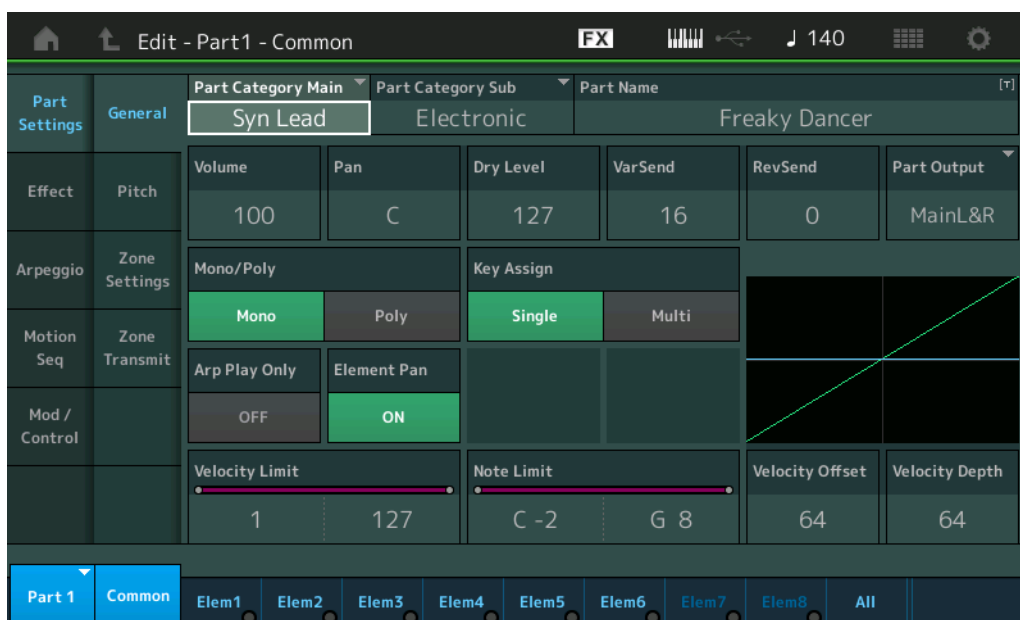 Edit - Part1 - Common FX ♩ 140
Part Settings
General
Part Category Main Part Category Sub Part Name [T]
Syn Lead Electronic Freaky Dancer
Effect
Pitch
Volume Pan Dry Level VarSend RevSend Part Output
100 C 127 16 0 MainL&R
Arpeggio
Zone Settings
Mono/Poly Key Assign
Mono Poly Single Multi
Motion Seq
Zone Transmit
Arp Play Only Element Pan
OFF ON
Mod / Control
Velocity Limit Note Limit Velocity Offset Velocity Depth
1 127 C -2 G 8 64 64
Part 1 Common Elem1 Elem2 Elem3 Elem4 Elem5 Elem6 Elem7 Elem8 All